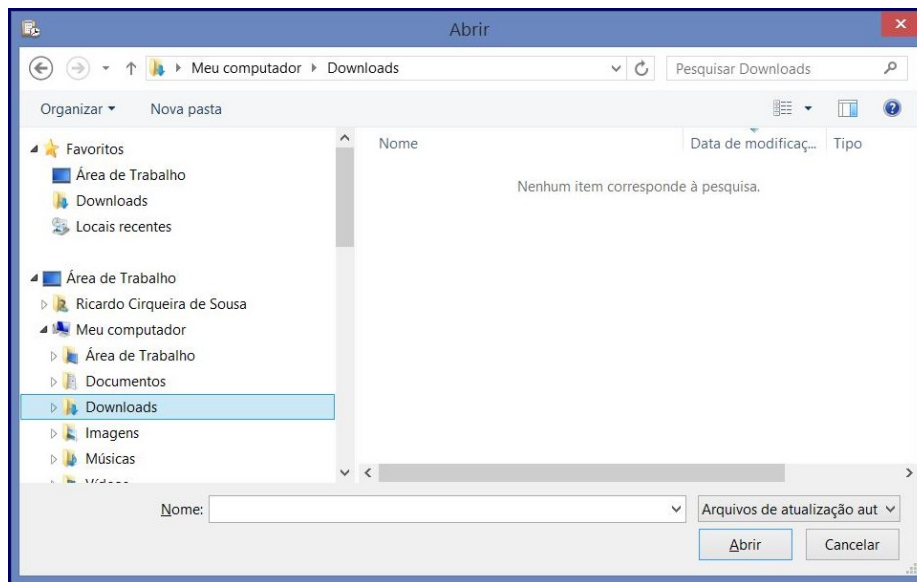 Abrir
Meu computador Downloads
Pesquisar Downloads
Organizar
Nova pasta
Nome
Data de modificaç...
Tipo
Nenhum item corresponde à pesquisa.
Favoritos
Área de Trabalho
Downloads
Locais recentes
Área de Trabalho
Ricardo Cirqueira de Sousa
Meu computador
Área de Trabalho
Documentos
Downloads
Imagens
Músicas
Nome:
Arquivos de atualização aut
Abrir
Cancelar